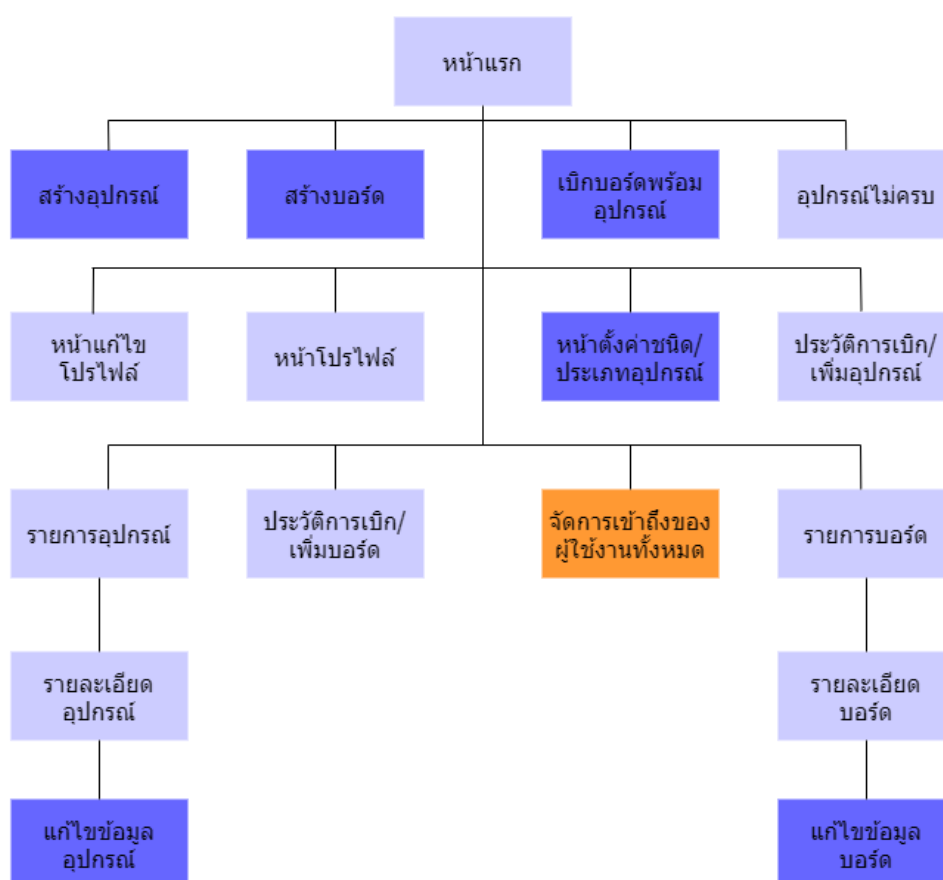 หน้าแรก
สร้างอุปกรณ์
สร้างบอร์ด
เบิกบอร์ดพร้อม
อุปกรณ์
อุปกรณ์ไม่ครบ
หน้าแก้ไข
โปรไฟล์
หน้าโปรไฟล์
หน้าตั้งค่าชนิด/
ประเภทอุปกรณ์
ประวัติการเบิก/
เพิ่มอุปกรณ์
รายการอุปกรณ์
ประวัติการเบิก/
เพิ่มบอร์ด
จัดการเข้าถึงของ
ผู้ใช้งานทั้งหมด
รายการบอร์ด
รายละเอียด
อุปกรณ์
รายละเอียด
บอร์ด
แก้ไขข้อมูล
อุปกรณ์
แก้ไขข้อมูล
บอร์ด